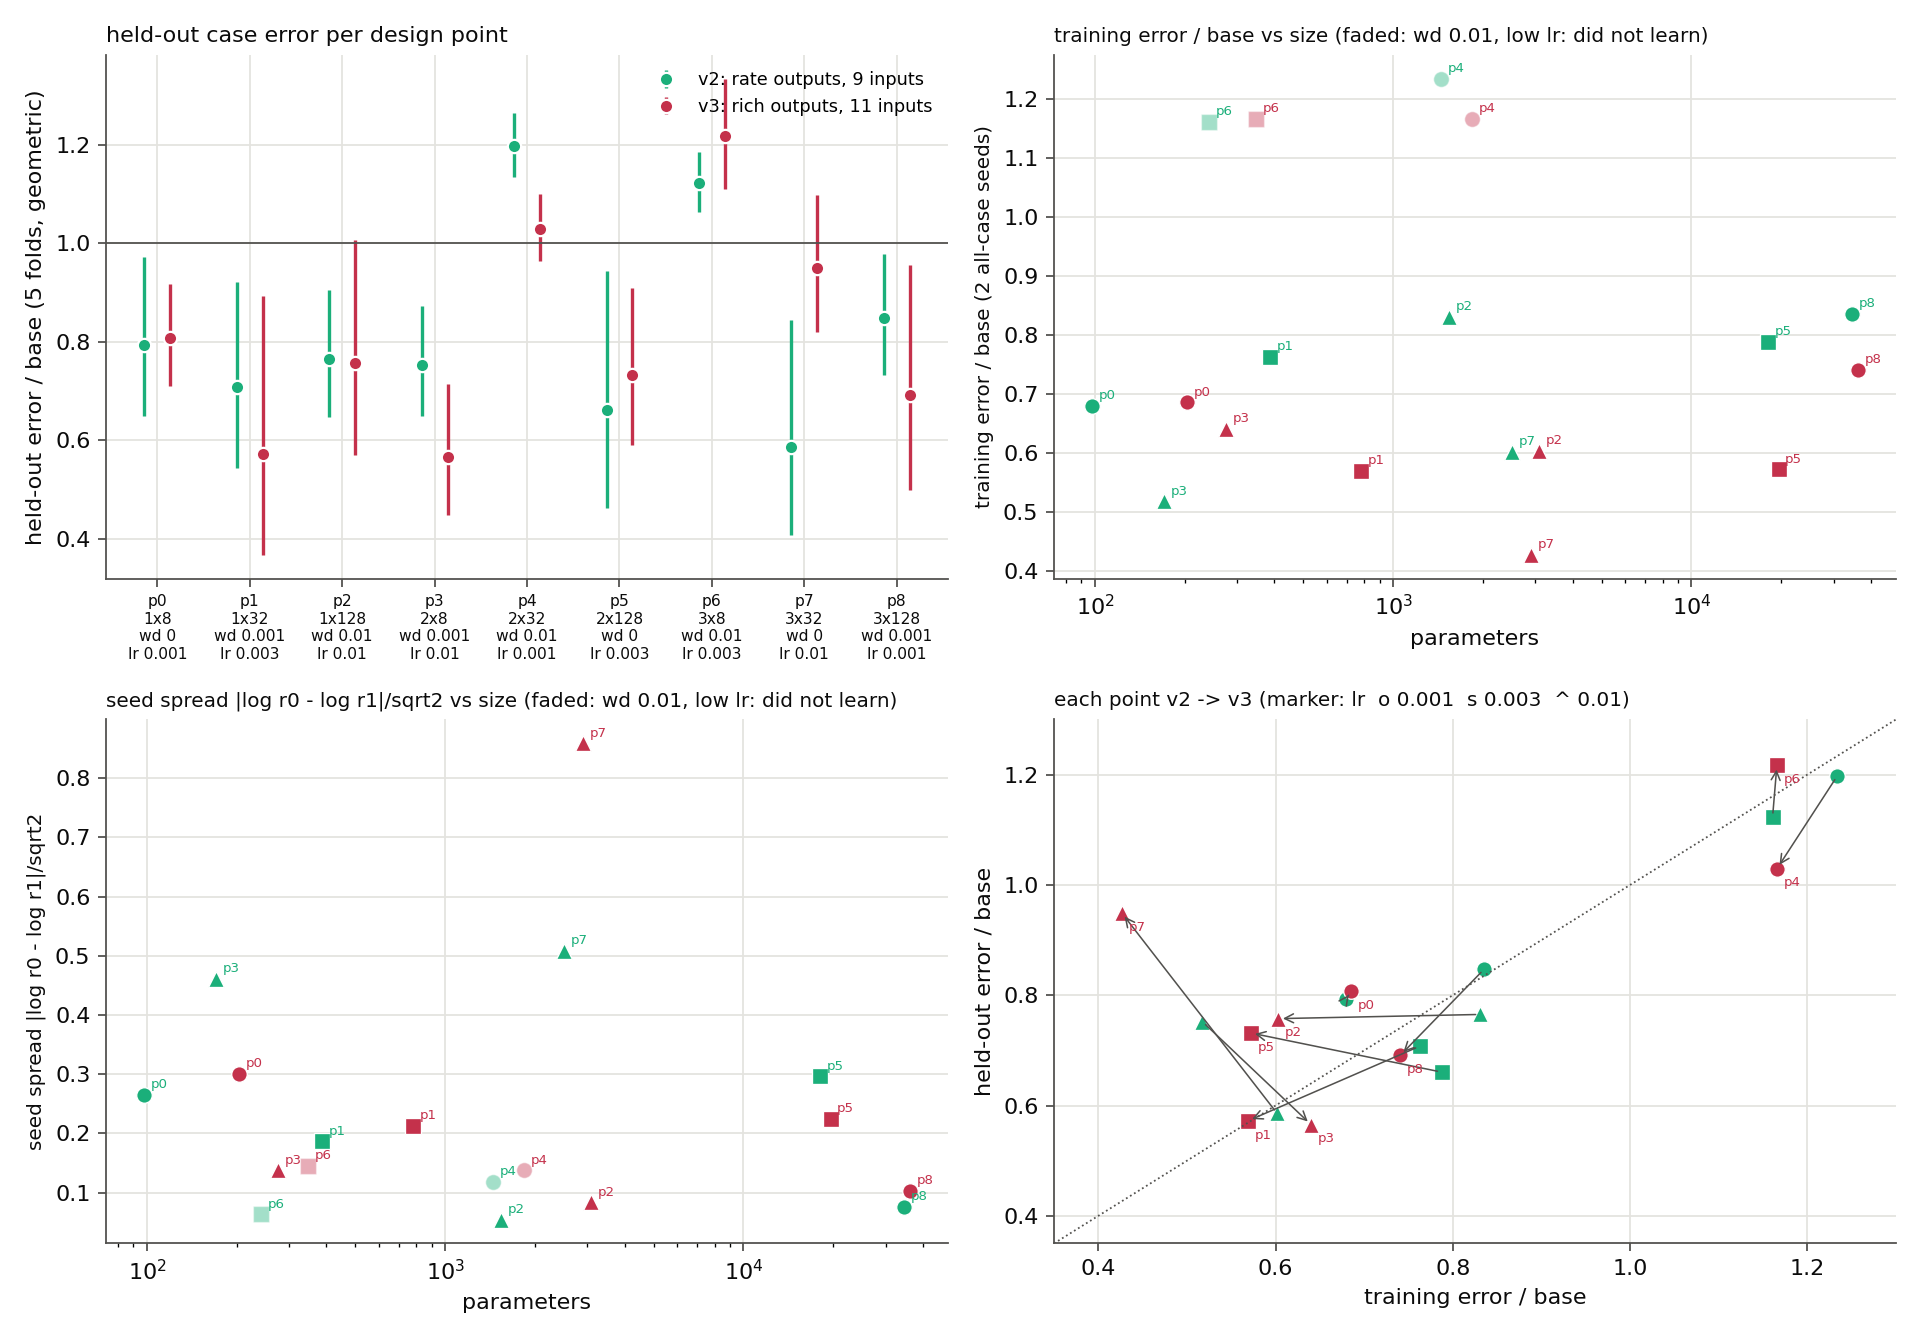 held-out case error per design point
held-out error / base (5 folds, geometric)
1.2
1.0
0.8
0.6
0.4
v2: rate outputs, 9 inputs
v3: rich outputs, 11 inputs
p0 p1 p2 p3 p4 p5 p6 p7 p8
1x8 1x32 1x128 2x8 2x32 2x128 3x8 3x32 3x128
wd 0 wd 0.001 wd 0.01 wd 0.001 wd 0.01 wd 0 wd 0.01 wd 0 wd 0.001
lr 0.001 lr 0.003 lr 0.01 lr 0.01 lr 0.001 lr 0.003 lr 0.003 lr 0.01 lr 0.001
training error / base vs size (faded: wd 0.01, low lr: did not learn)
training error / base (2 all-case seeds)
1.2
1.1
1.0
0.9
0.8
0.7
0.6
0.5
0.4
p4
p6 p6 p4
p2 p8
p1 p5
p8
p0 p0
p3
p7 p2
p1 p5
p3
p7
10² 10³ 10⁴
parameters
seed spread |log r0 - log r1|/sqrt2 vs size (faded: wd 0.01, low lr: did not learn)
seed spread |log r0 - log r1|/sqrt2
0.8
0.7
0.6
0.5
0.4
0.3
0.2
0.1
p7
p7
p3
p0 p0 p5
p1 p1 p5
p3 p6 p4 p4
p6 p2 p2 p8 p8
10² 10³ 10⁴
parameters
each point v2 -> v3 (marker: lr o 0.001 s 0.003 ^ 0.01)
held-out error / base
1.2
1.0
0.8
0.6
0.4
p6
p4
p7
p0
p2
p5
p8
p1 p3
0.4 0.6 0.8 1.0 1.2
training error / base